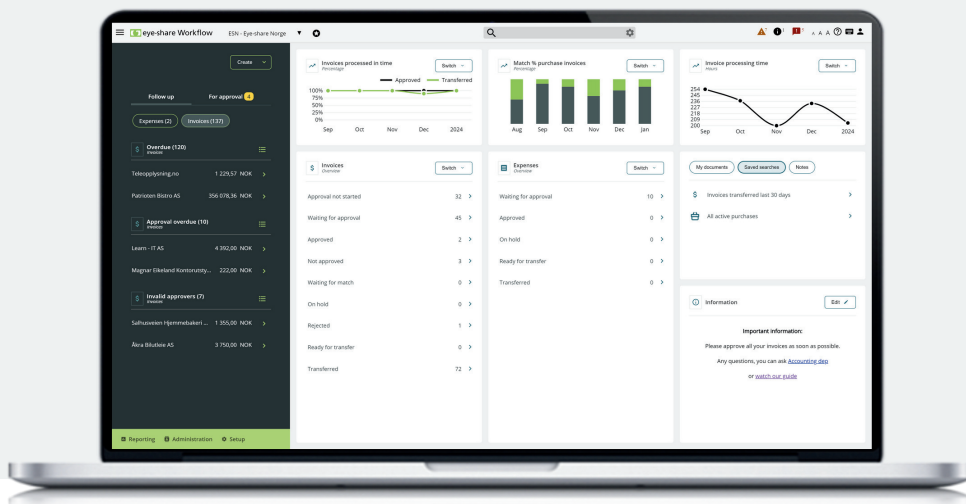 eye-share Workflow
ESN - Eye-share Norge
A A A
Create
Follow up
For approval 4
Expenses (2)
Invoices (137)
$ Overdue (120)
Invoices
Teleopplysning.no 1 229,57 NOK
Patrioten Bistro AS 356 078,36 NOK
$ Approval overdue (10)
Invoices
Learn - IT AS 4 392,00 NOK
Magnar Eikeland Kontorutsty... 222,00 NOK
$ Invalid approvers (7)
Invoices
Salhusveien Hjemmebakeri ... 1 355,00 NOK
Åkra Bilutleie AS 3 750,00 NOK
Reporting
Administration
Setup
Invoices processed in time
Percentage
Switch
Approved
Transferred
100%
75%
50%
25%
0%
Sep Oct Nov Dec 2024
Match % purchase invoices
Percentage
Switch
Aug Sep Oct Nov Dec Jan
Invoice processing time
Hours
Switch
254
245
236
227
218
209
200
Sep Oct Nov Dec 2024
$ Invoices
Overview
Switch
Approval not started 32
Waiting for approval 45
Approved 2
Not approved 3
Waiting for match 0
On hold 0
Rejected 1
Ready for transfer 0
Transferred 72
Expenses
Overview
Switch
Waiting for approval 10
Approved 0
On hold 0
Ready for transfer 0
Transferred 0
My documents
Saved searches
Notes
$ Invoices transferred last 30 days
All active purchases
Information
Edit
Important information:
Please approve all your invoices as soon as possible.
Any questions, you can ask Accounting dep
or watch our guide